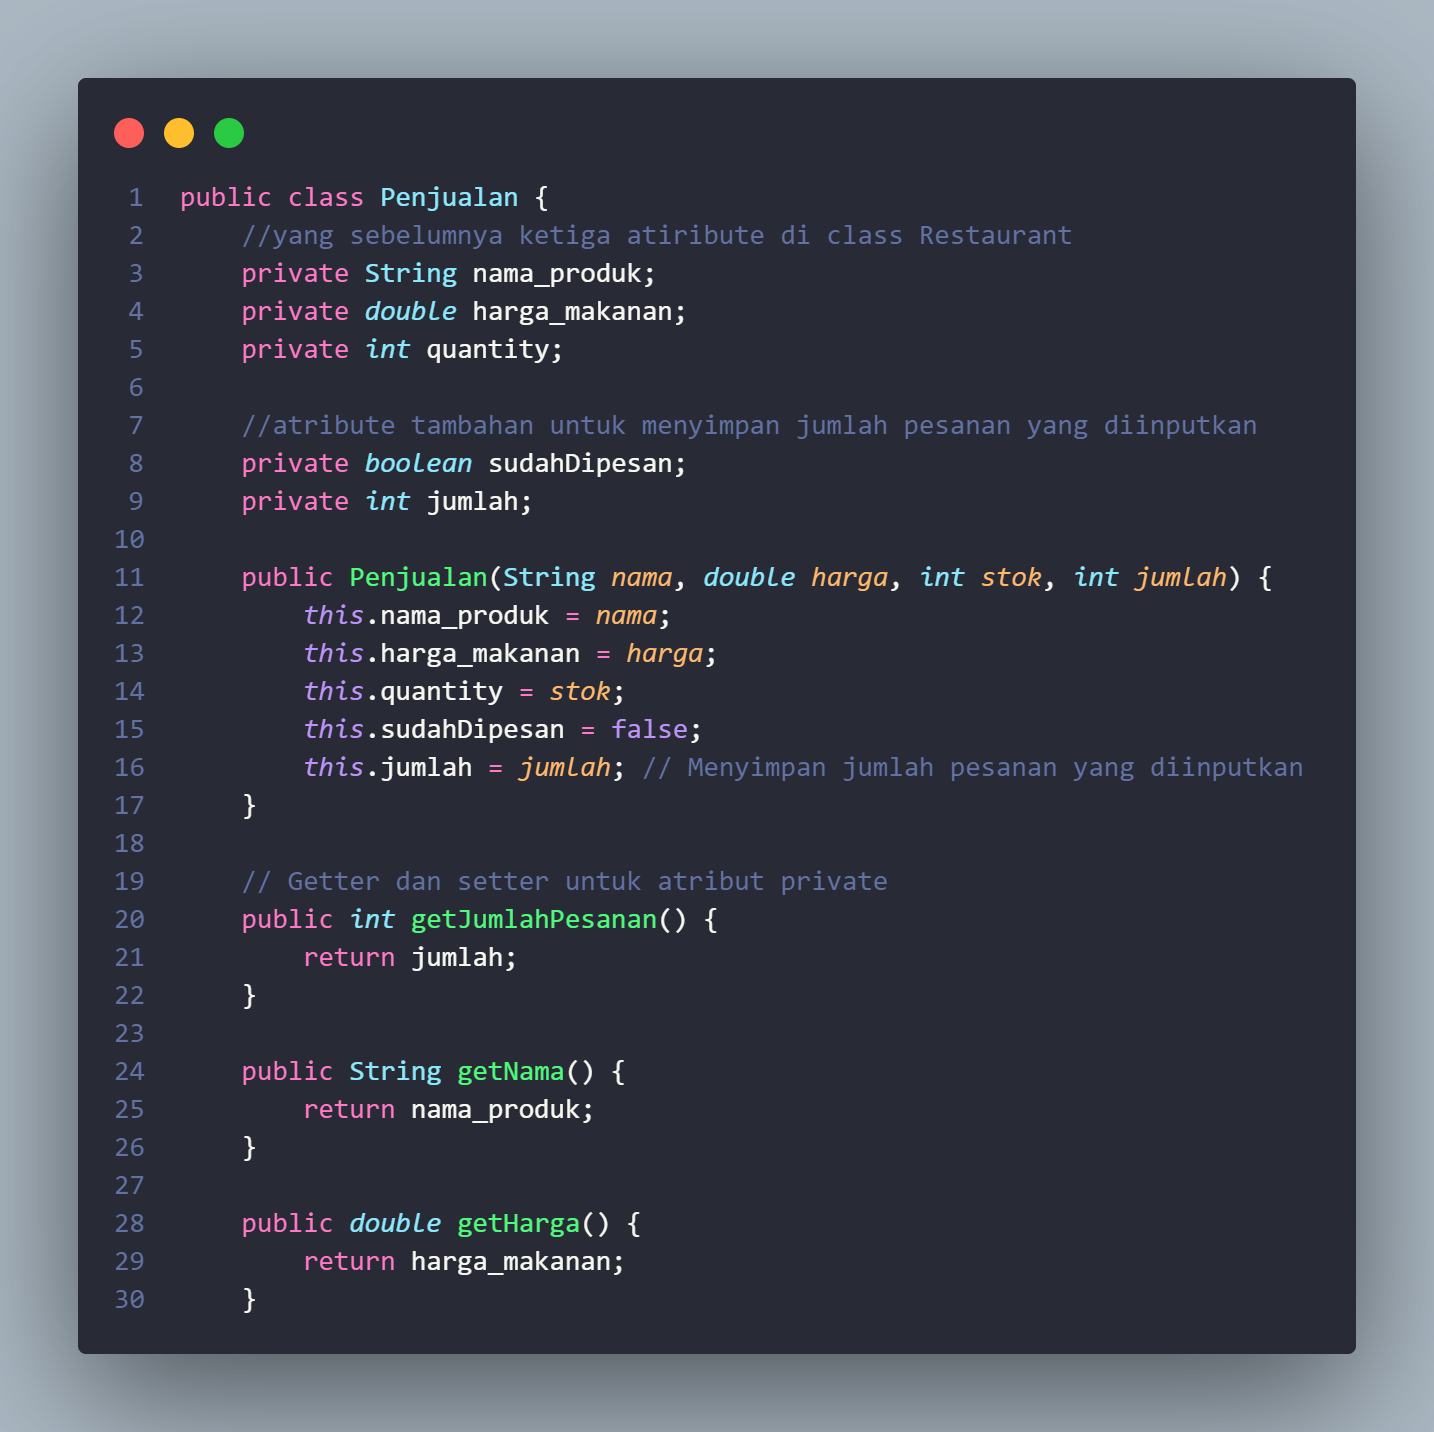 1 public class Penjualan {
2     //yang sebelumnya ketiga atiribute di class Restaurant
3     private String nama_produk;
4     private double harga_makanan;
5     private int quantity;
6
7     //atribute tambahan untuk menyimpan jumlah pesanan yang diinputkan
8     private boolean sudahDipesan;
9     private int jumlah;
10
11     public Penjualan(String nama, double harga, int stok, int jumlah) {
12         this.nama_produk = nama;
13         this.harga_makanan = harga;
14         this.quantity = stok;
15         this.sudahDipesan = false;
16         this.jumlah = jumlah; // Menyimpan jumlah pesanan yang diinputkan
17     }
18
19     // Getter dan setter untuk atribut private
20     public int getJumlahPesanan() {
21         return jumlah;
22     }
23
24     public String getNama() {
25         return nama_produk;
26     }
27
28     public double getHarga() {
29         return harga_makanan;
30     }